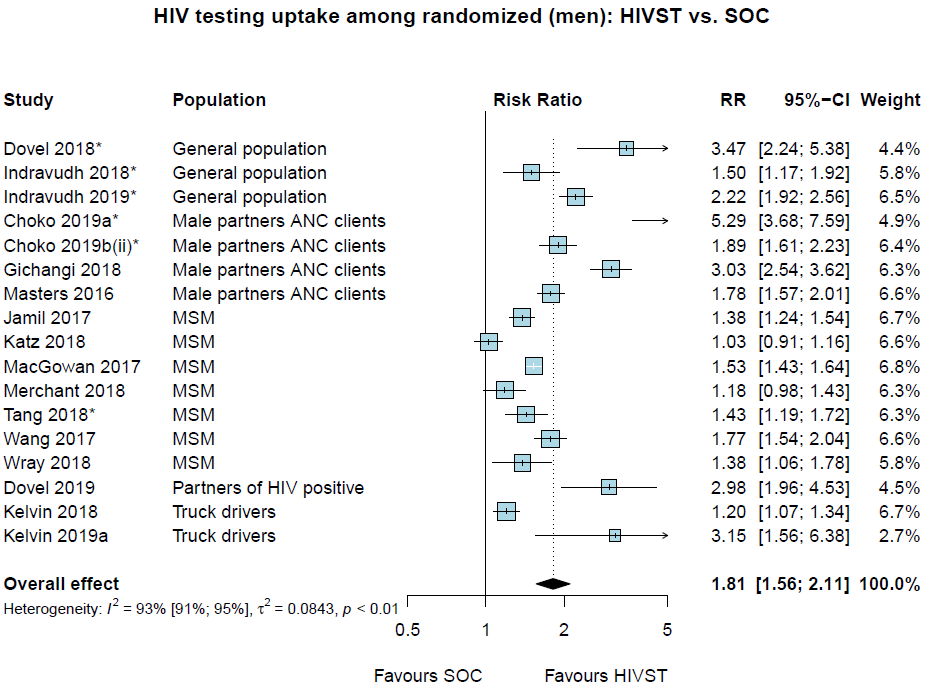 HIV testing uptake among randomized (men): HIVST vs. SOC
Study Population Risk Ratio RR 95%−CI Weight
Dovel 2018* General population 3.47 [2.24; 5.38] 4.4%
Indravudh 2018* General population 1.50 [1.17; 1.92] 5.8%
Indravudh 2019* General population 2.22 [1.92; 2.56] 6.5%
Choko 2019a* Male partners ANC clients 5.29 [3.68; 7.59] 4.9%
Choko 2019b(ii)* Male partners ANC clients 1.89 [1.61; 2.23] 6.4%
Gichangi 2018 Male partners ANC clients 3.03 [2.54; 3.62] 6.3%
Masters 2016 Male partners ANC clients 1.78 [1.57; 2.01] 6.6%
Jamil 2017 MSM 1.38 [1.24; 1.54] 6.7%
Katz 2018 MSM 1.03 [0.91; 1.16] 6.6%
MacGowan 2017 MSM 1.53 [1.43; 1.64] 6.8%
Merchant 2018 MSM 1.18 [0.98; 1.43] 6.3%
Tang 2018* MSM 1.43 [1.19; 1.72] 6.3%
Wang 2017 MSM 1.77 [1.54; 2.04] 6.6%
Wray 2018 MSM 1.38 [1.06; 1.78] 5.8%
Dovel 2019 Partners of HIV positive 2.98 [1.96; 4.53] 4.5%
Kelvin 2018 Truck drivers 1.20 [1.07; 1.34] 6.7%
Kelvin 2019a Truck drivers 3.15 [1.56; 6.38] 2.7%
Overall effect 1.81 [1.56; 2.11] 100.0%
Heterogeneity: I² = 93% [91%; 95%], τ² = 0.0843, p < 0.01
0.5 1 2 5
Favours SOC Favours HIVST